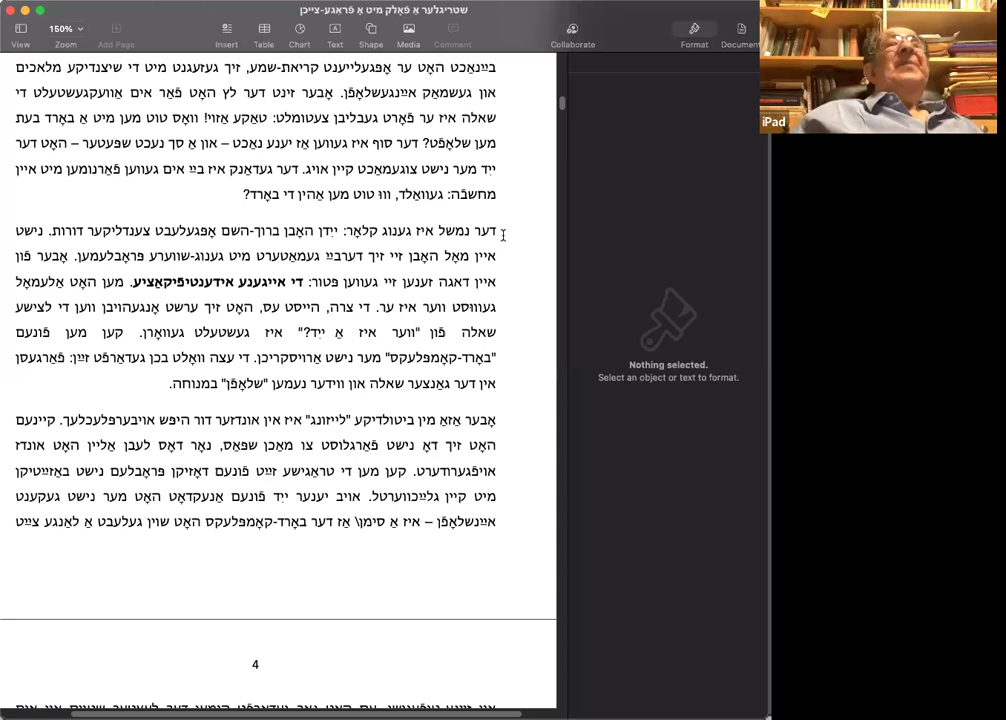 שטריגלער אַ פֿאָלק מיט אַ פֿראַגע-צייכן
View
150%
Zoom
Add Page
Insert
Table
Chart
Text
Shape
Media
Comment
Collaborate
Format
Document
iPad
בײַנאַכט האָט ער אָפּגעלייענט קריאת-שמע, זיך געזעגנט מיט די שיצנדיקע מלאכים
און געשמאַק אײַנגעשלאָפֿן. אָבער זינט דער לץ האָט פֿאַר אים אַוועקגעשטעלט די
שאלה איז ער פֿאָרט געבליבן צעטומלט: טאַקע אַזוי! וואָס טוט מען מיט אַ באָרד בעת
מען שלאָפֿט? דער סוף איז געווען אַז יענע נאַכט – און אַ סך נעכט שפּעטער – האָט דער
ייִד מער נישט צוגעמאַכט קיין אויג. דער געדאַנק איז בײַ אים געווען פֿאַרנומען מיט איין
מחשבֿה: געוואַלד, וווּ טוט מען אַהין די באָרד?
דער נמשל איז גענוג קלאָר: ייִדן האָבן ברוך-השם אָפּגעלעבט צענדליקער דורות. נישט
איין מאָל האָבן זיי זיך דערבײַ געמאַטערט מיט גענוג-שווערע פּראָבלעמען. אָבער פֿון
איין דאגה זענען זיי געווען פּטור: די אייגענע אידענטיפֿיקאַציע. מען האָט אַלעמאָל
געוווּסט ווער איז ער. די צרה, הייסט עס, האָט זיך ערשט אָנגעהויבן ווען די לצישע
שאלה פֿון "ווער איז אַ ייִד?" איז געשטעלט געוואָרן. קען מען פֿונעם
"באָרד-קאָמפּלעקס" מער נישט אַרויסקריכן. די עצה וואָלט בכן געדאַרפֿט זײַן: פֿאַרגעסן
אין דער גאַנצער שאלה און ווידער נעמען "שלאָפֿן" במנוחה.
אָבער אַזאַ מין ביטולדיקע "לייזונג" איז אין אונדזער דור היפּש אויבערפֿלעכלעך. קיינעם
האָט זיך דאָ נישט פֿאַרגלוסט צו מאַכן שפּאַס, נאָר דאָס לעבן אַליין האָט אונדז
אויפֿגערודערט. קען מען די טראַגישע זײַט פֿונעם דאָזיקן פּראָבלעם נישט באַזײַטיקן
מיט קיין גלײַכווערטל. אויב יענער ייִד פֿונעם אַנעקדאָט האָט מער נישט געקענט
אײַנשלאָפֿן – איז אַ סימן\ אַז דער באָרד-קאָמפּלעקס האָט שוין געלעבט אַ לאַנגע צײַט
4
Nothing selected.
Select an object or text to format.